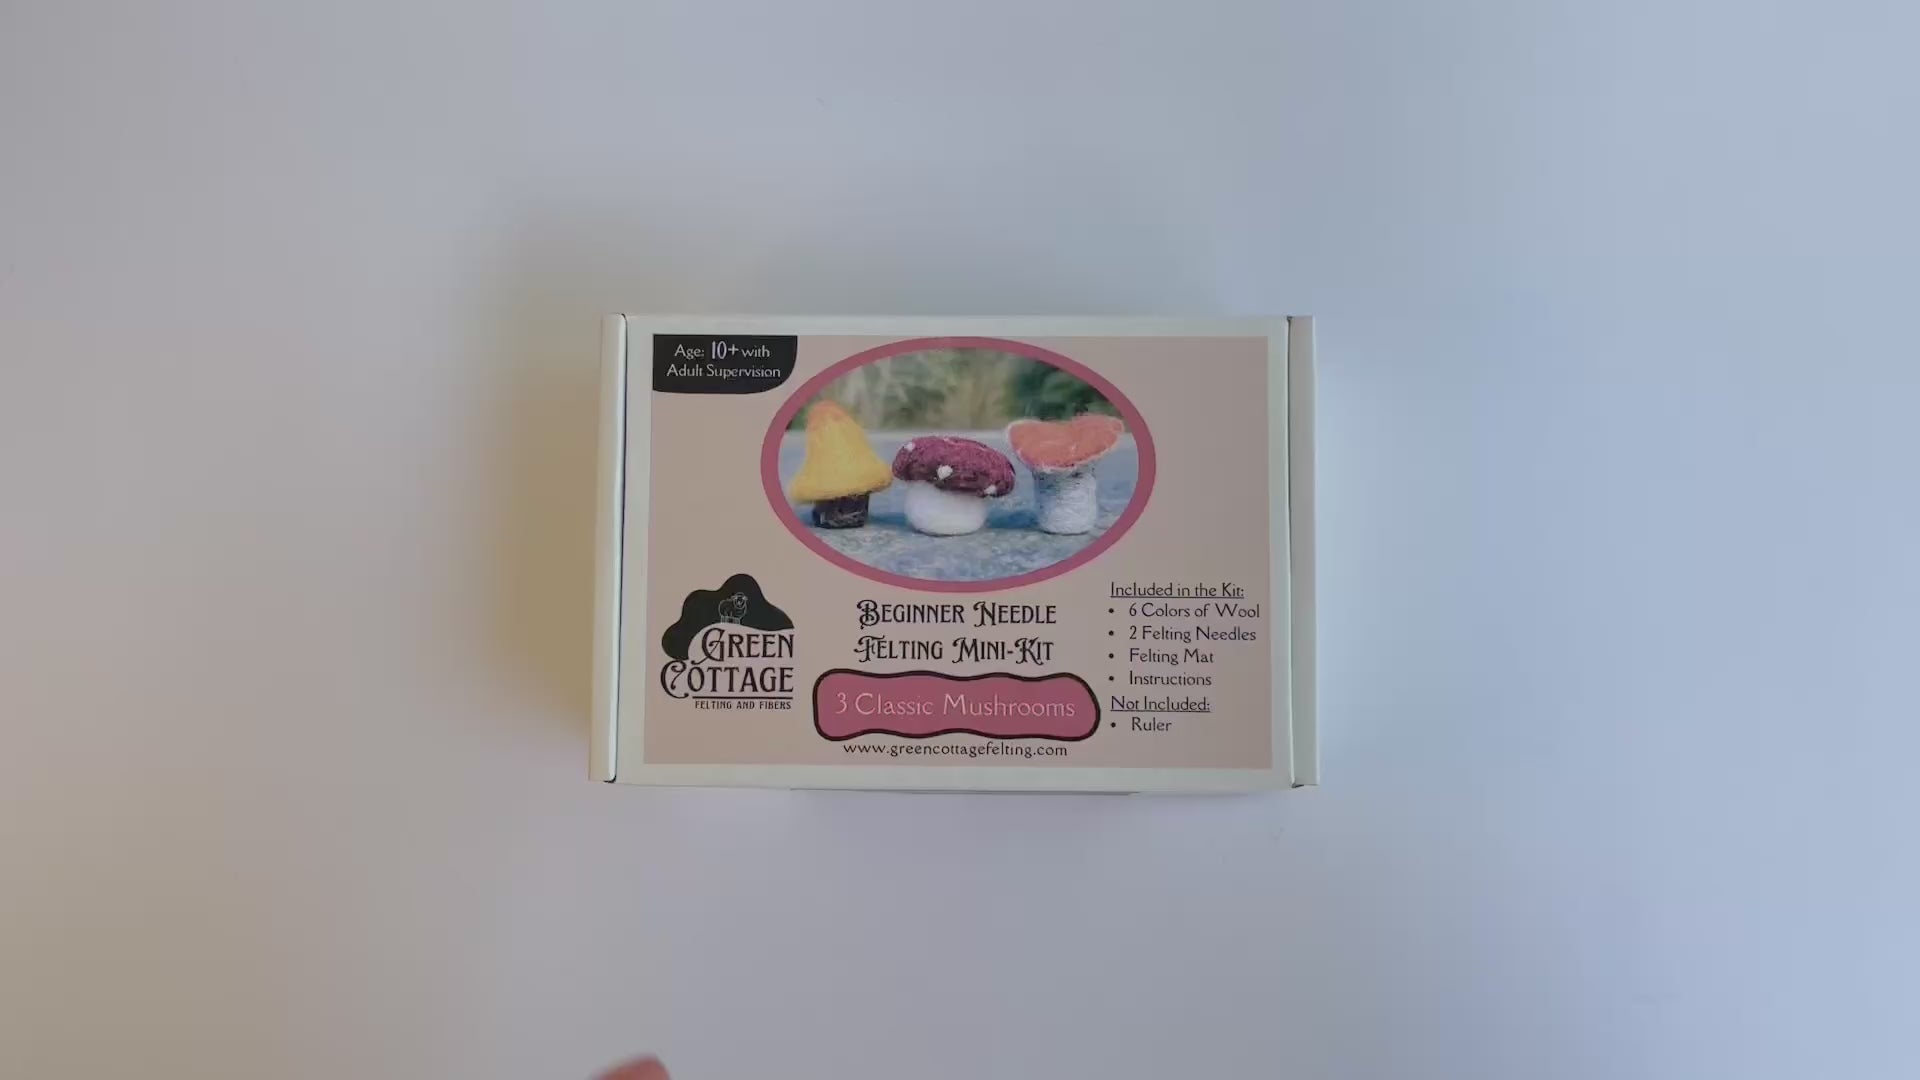 Age: 10+ with
Adult Supervision
GREEN
COTTAGE
FELTING AND FIBERS
BEGINNER NEEDLE
FELTING MINI-KIT
3 Classic Mushrooms
www.greencottagefelting.com
Included in the Kit:
• 6 Colors of Wool
• 2 Felting Needles
• Felting Mat
• Instructions
Not Included:
• Ruler